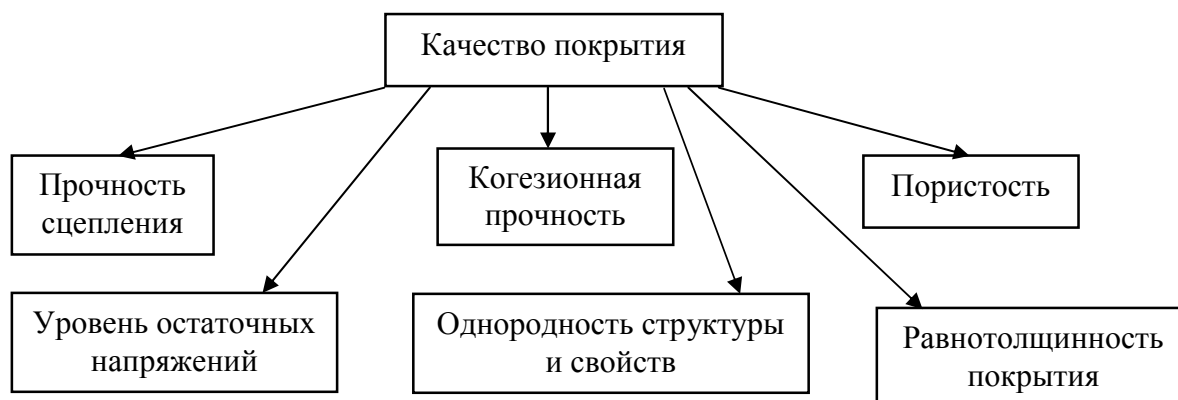 Качество покрытия
Прочность
сцепления
Когезионная
прочность
Пористость
Уровень остаточных
напряжений
Однородность структуры
и свойств
Равнотолщинность
покрытия